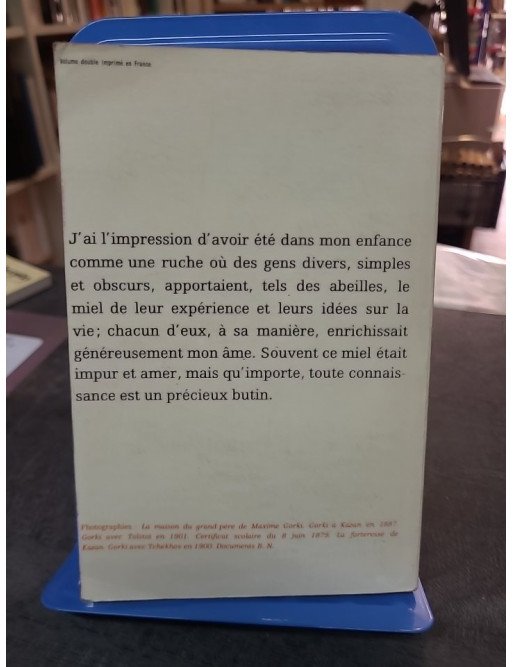 Volume double imprimé en France
J'ai l'impression d'avoir été dans mon enfance
comme une ruche où des gens divers, simples
et obscurs, apportaient, tels des abeilles, le
miel de leur expérience et leurs idées sur la
vie; chacun d'eux, à sa manière, enrichissait
généreusement mon âme. Souvent ce miel était
impur et amer, mais qu'importe, toute connais-
sance est un précieux butin.
Photographies La maison du grand-père de Maxime Gorki. Gorki à Kazan en 1887.
Gorki avec Tolstoï en 1901. Certificat scolaire du 8 juin 1879. La forteresse de
Kazan. Gorki avec Tchekhov en 1900. Documents B. N.